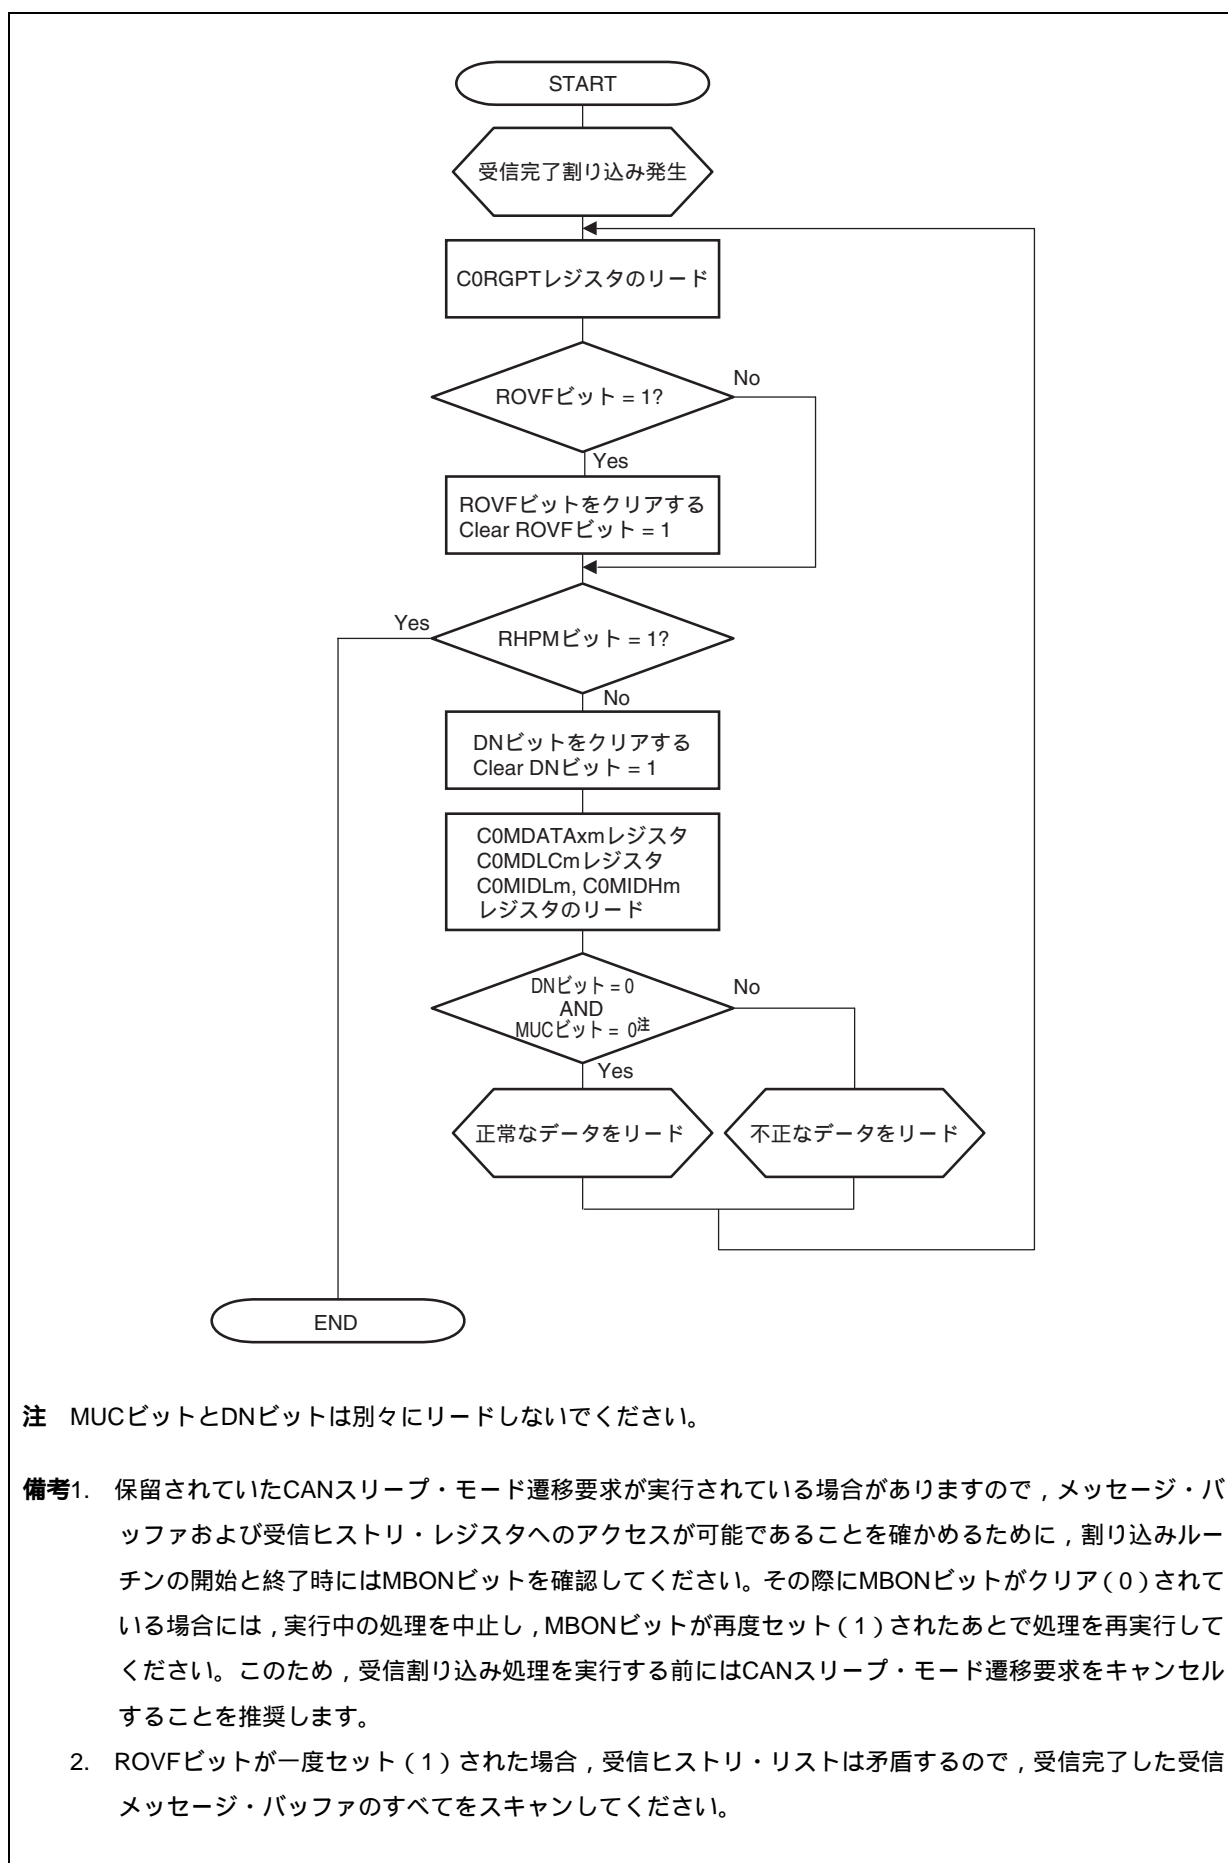 START
受信完了割り込み発生
C0RGPTレジスタのリード
ROVFビット = 1?
No
Yes
ROVFビットをクリアする
Clear ROVFビット = 1
Yes
RHPMビット = 1?
No
DNビットをクリアする
Clear DNビット = 1
C0MDATAxmレジスタ
C0MDLCmレジスタ
C0MIDLm, C0MIDHm
レジスタのリード
DNビット = 0
AND
MUCビット = 0注
No
Yes
正常なデータをリード
不正なデータをリード
END
注 MUCビットとDNビットは別々にリードしないでください。
備考1. 保留されていたCANスリープ・モード遷移要求が実行されている場合がありますので，メッセージ・バ
ッファおよび受信ヒストリ・レジスタへのアクセスが可能であることを確かめるために，割り込みルー
チンの開始と終了時にはMBONビットを確認してください。その際にMBONビットがクリア（0）されて
いる場合には，実行中の処理を中止し，MBONビットが再度セット（1）されたあとで処理を再実行して
ください。このため，受信割り込み処理を実行する前にはCANスリープ・モード遷移要求をキャンセル
することを推奨します。
2. ROVFビットが一度セット（1）された場合，受信ヒストリ・リストは矛盾するので，受信完了した受信
メッセージ・バッファのすべてをスキャンしてください。